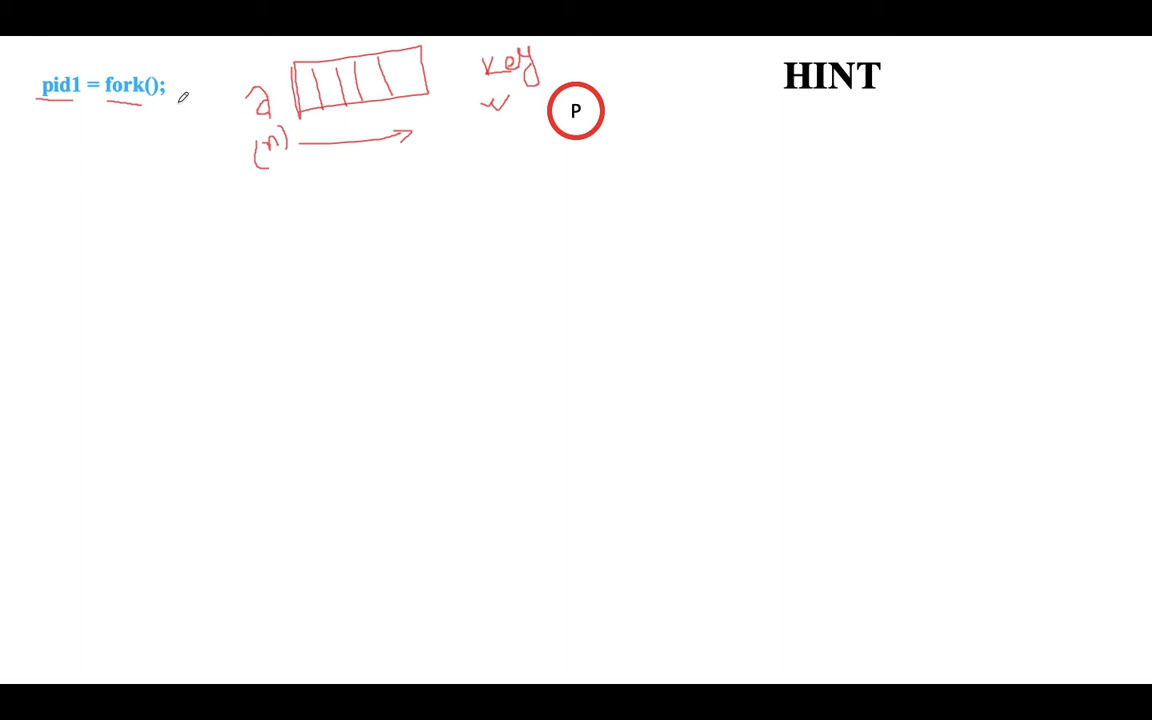 pid1 = fork();
a
(n)
key
P
HINT